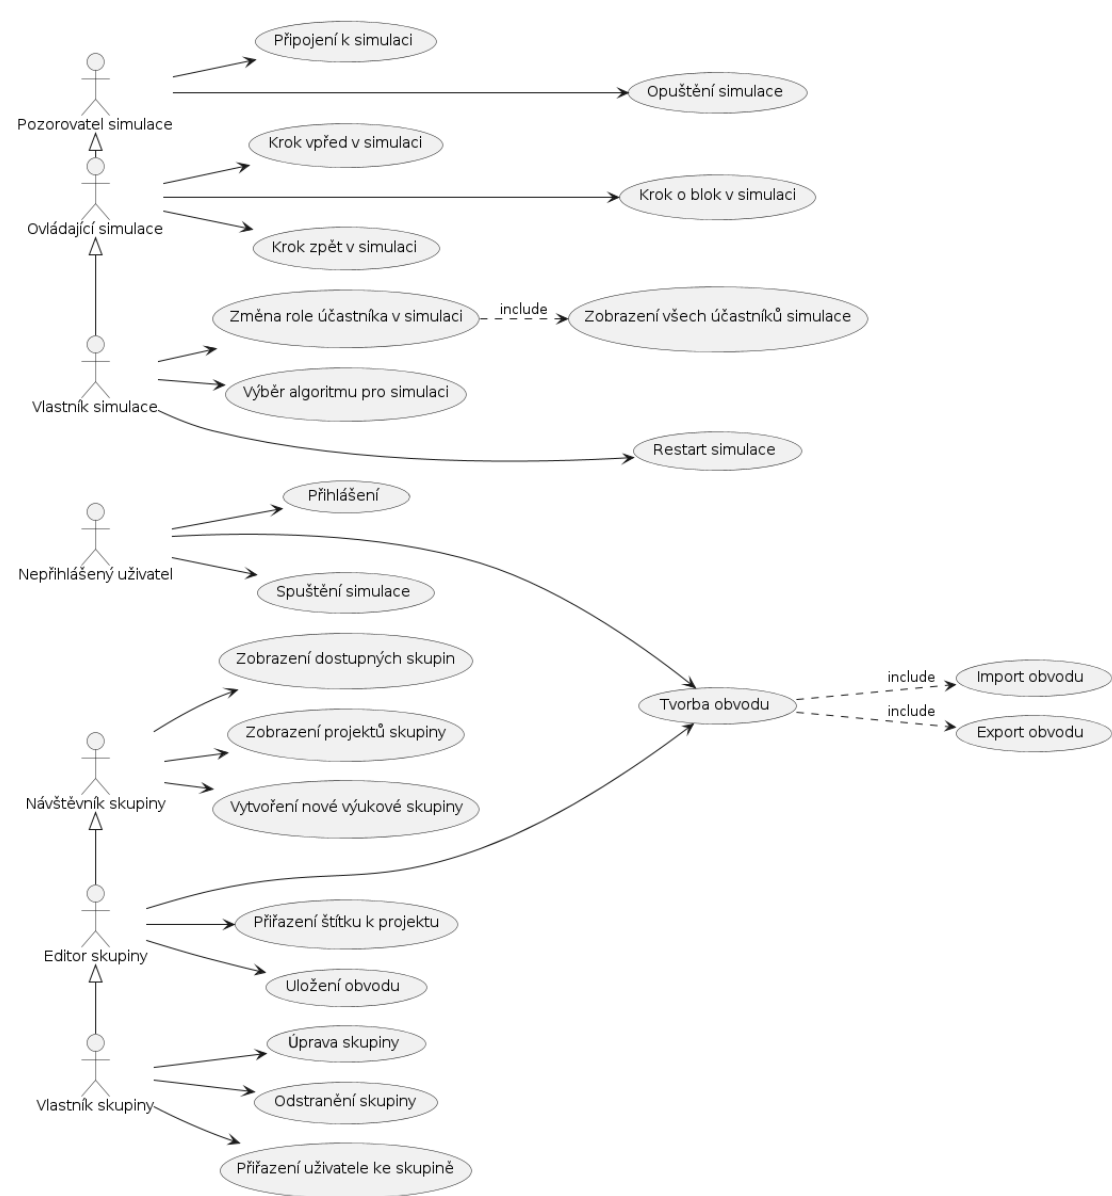 Připojení k simulaci
Opuštění simulace
Pozorovatel simulace
Krok vpřed v simulaci
Krok o blok v simulaci
Ovládající simulace
Krok zpět v simulaci
Změna role účastníka v simulaci
include
Zobrazení všech účastníků simulace
Výběr algoritmu pro simulaci
Vlastník simulace
Restart simulace
Přihlášení
Nepřihlášený uživatel
Spuštění simulace
Zobrazení dostupných skupin
include
Import obvodu
Tvorba obvodu
include
Export obvodu
Zobrazení projektů skupiny
Návštěvník skupiny
Vytvoření nové výukové skupiny
Přiřazení štítku k projektu
Editor skupiny
Uložení obvodu
Úprava skupiny
Odstranění skupiny
Vlastník skupiny
Přiřazení uživatele ke skupině